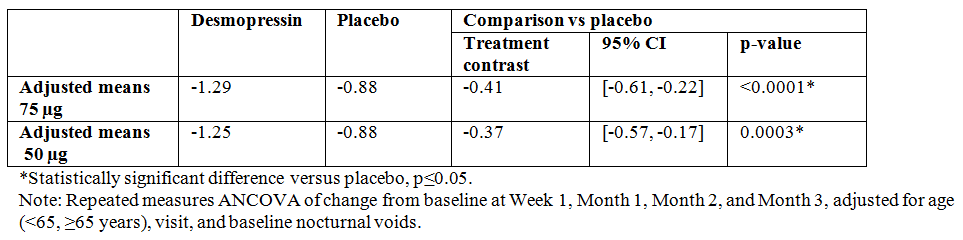 Desmopressin Placebo Comparison vs placebo
Treatment 95% CI p-value
contrast
Adjusted means -1.29 -0.88 -0.41 [-0.61, -0.22] <0.0001*
75 µg
Adjusted means -1.25 -0.88 -0.37 [-0.57, -0.17] 0.0003*
50 µg
*Statistically significant difference versus placebo, p≤0.05.
Note: Repeated measures ANCOVA of change from baseline at Week 1, Month 1, Month 2, and Month 3, adjusted for age
(<65, ≥65 years), visit, and baseline nocturnal voids.